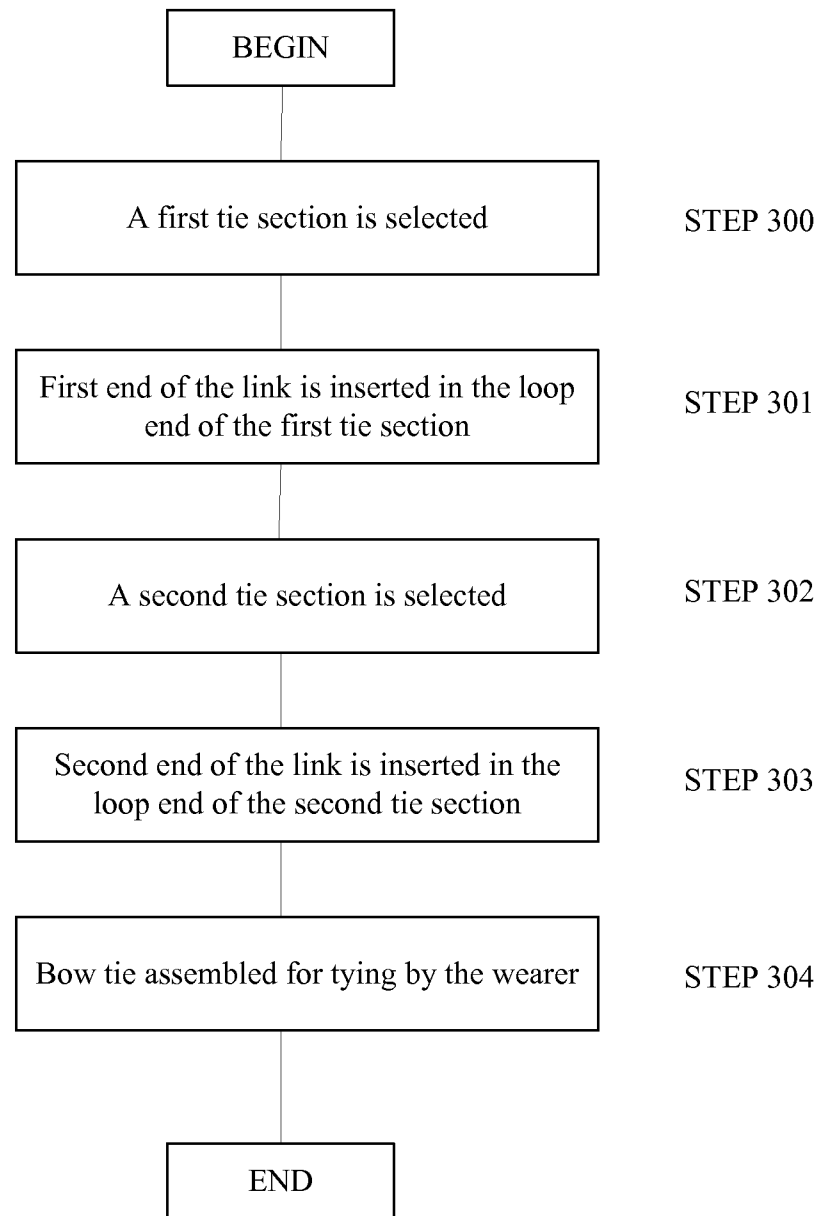 BEGIN
A first tie section is selected
STEP 300
First end of the link is inserted in the loop
end of the first tie section
STEP 301
A second tie section is selected
STEP 302
Second end of the link is inserted in the
loop end of the second tie section
STEP 303
Bow tie assembled for tying by the wearer
STEP 304
END